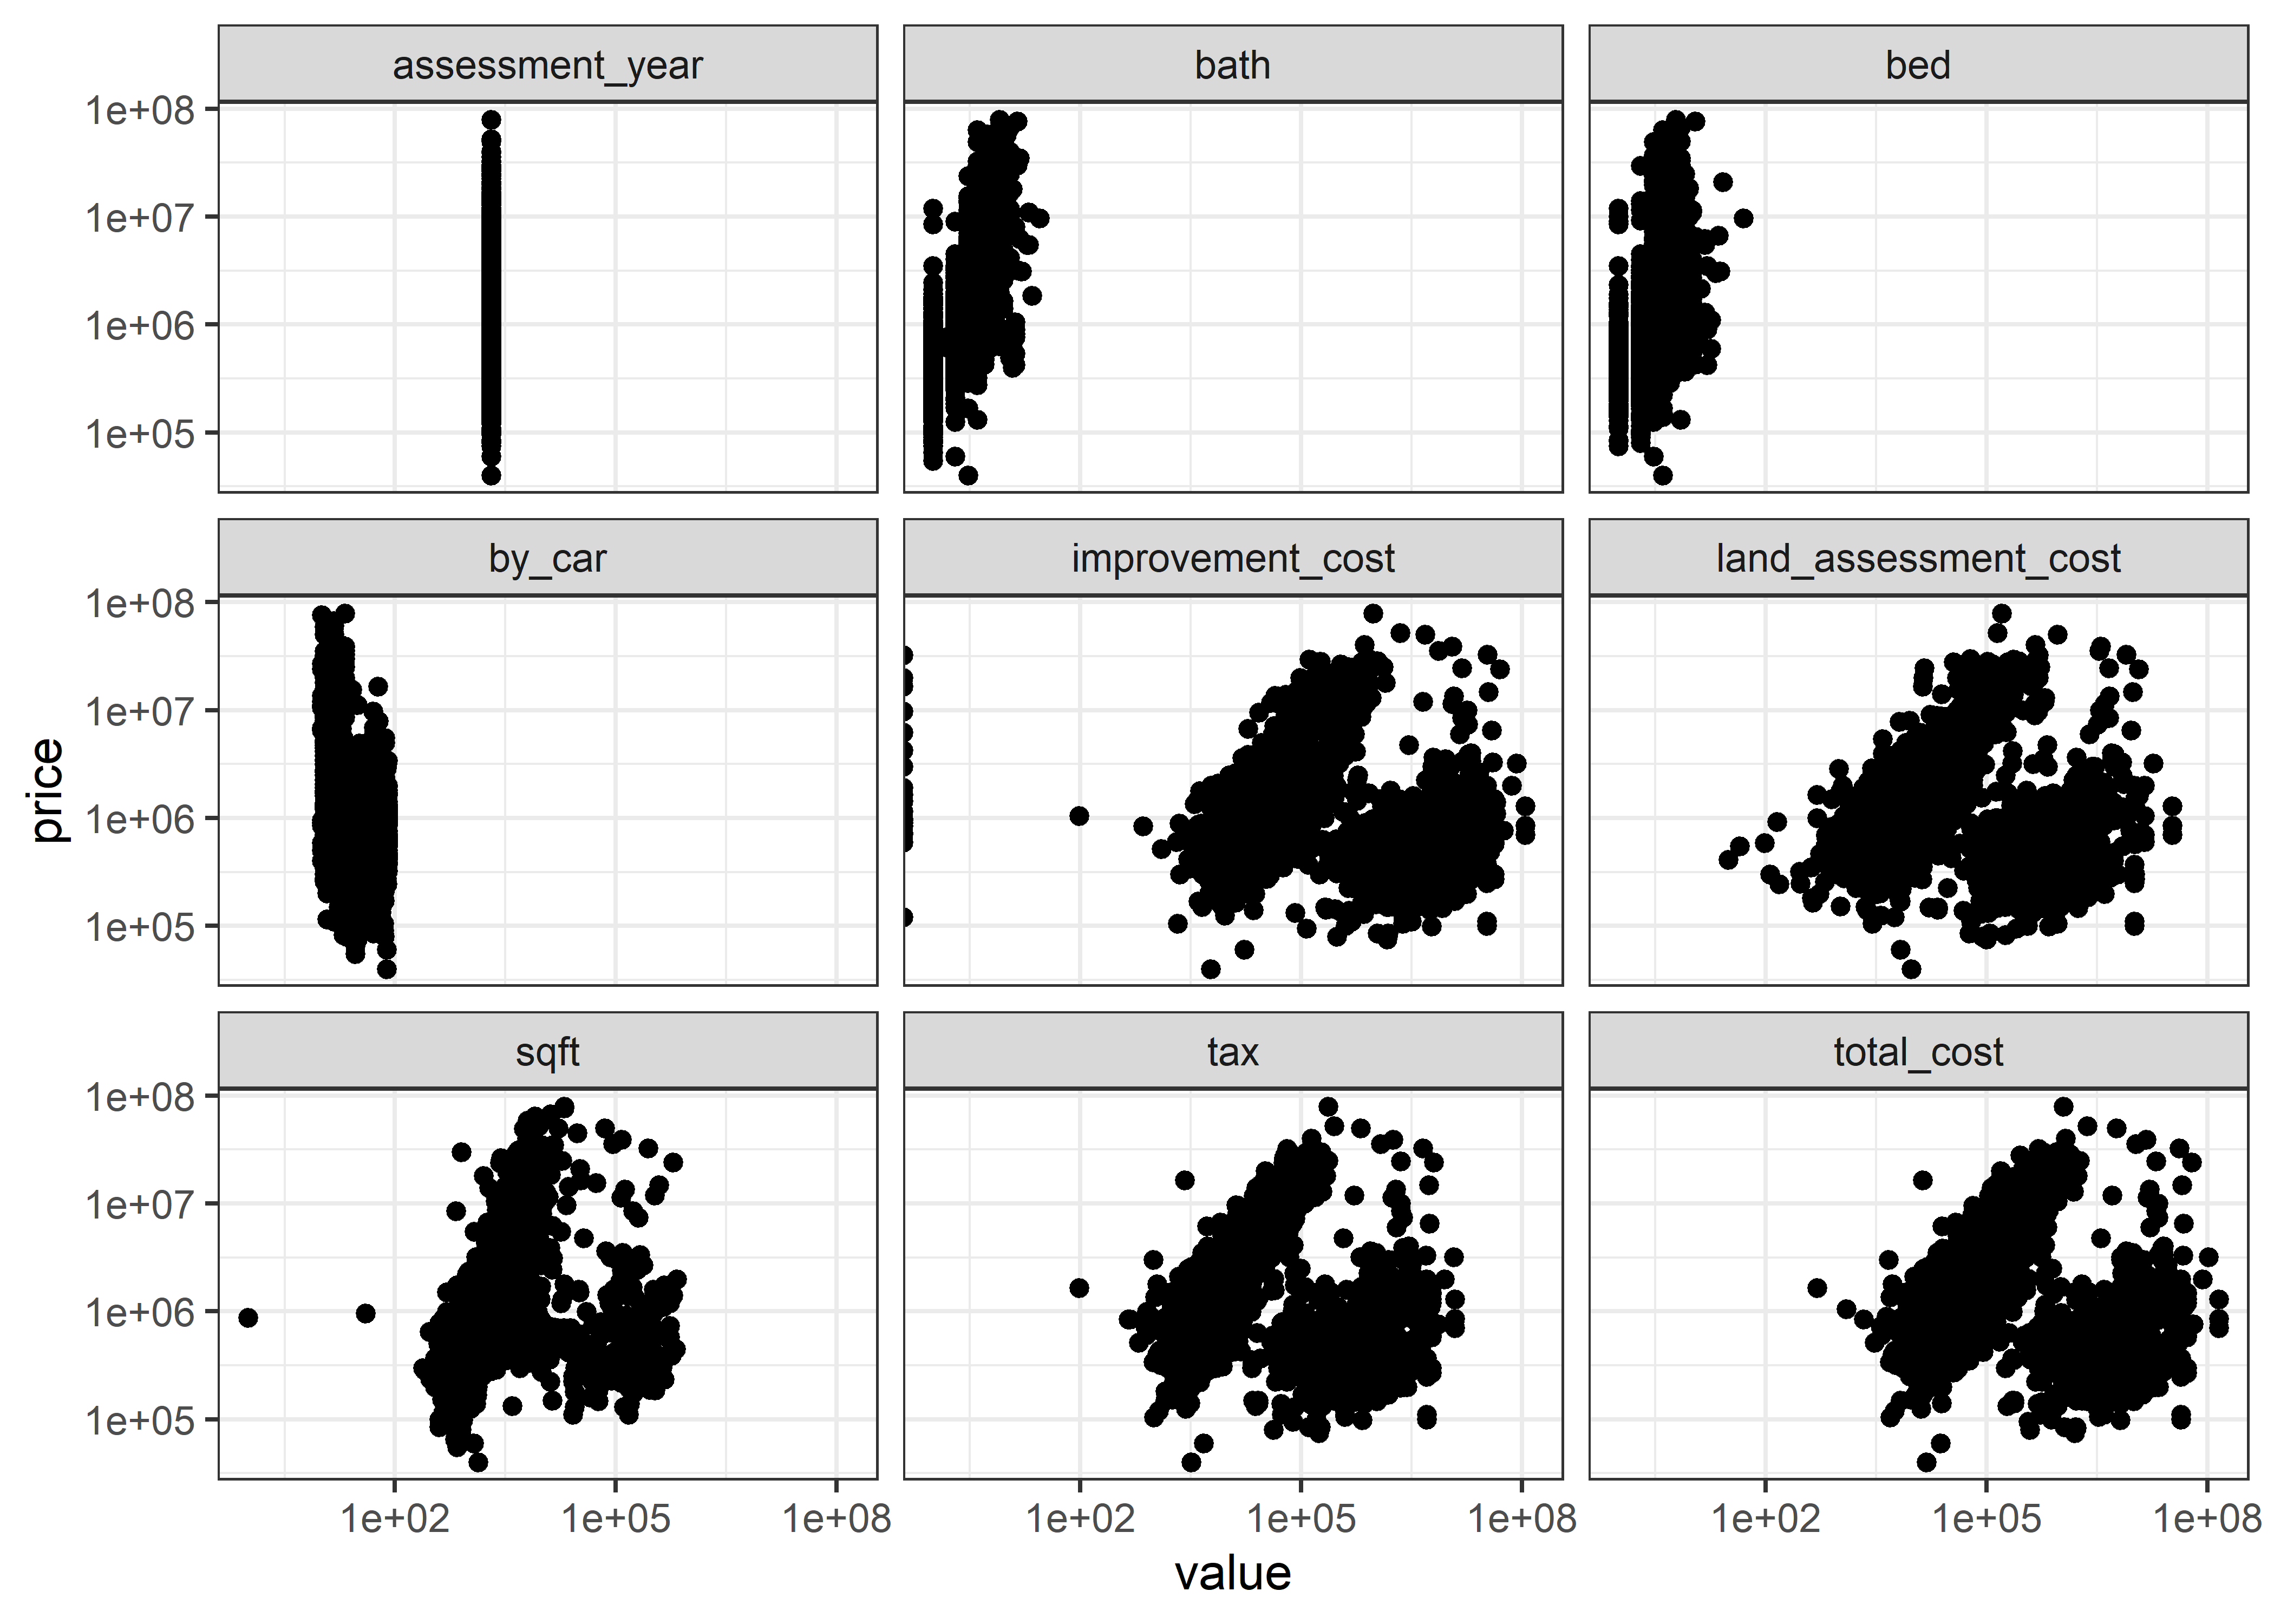 assessment_year bath bed
1e+08
1e+07
1e+06
1e+05
by_car improvement_cost land_assessment_cost
1e+08
1e+07
1e+06
1e+05
price
sqft tax total_cost
1e+08
1e+07
1e+06
1e+05
1e+02 1e+05 1e+08 1e+02 1e+05 1e+08 1e+02 1e+05 1e+08
value